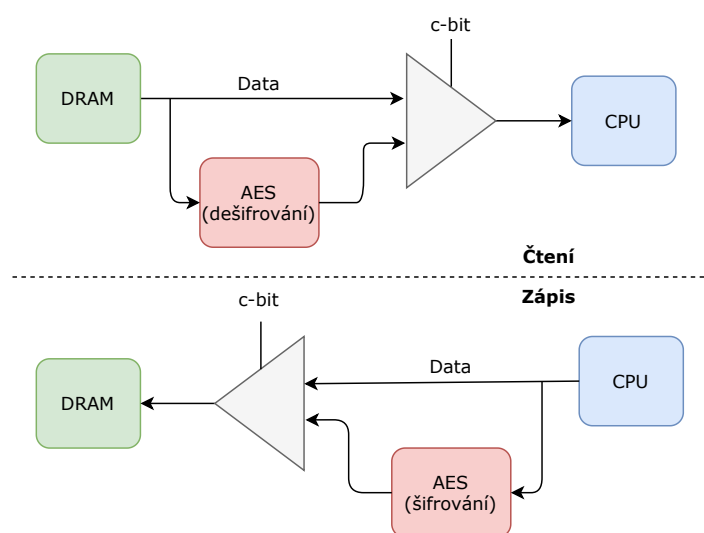 c-bit
DRAM
Data
CPU
AES
(dešifrování)
Čtení
Zápis
c-bit
DRAM
Data
CPU
AES
(šifrování)